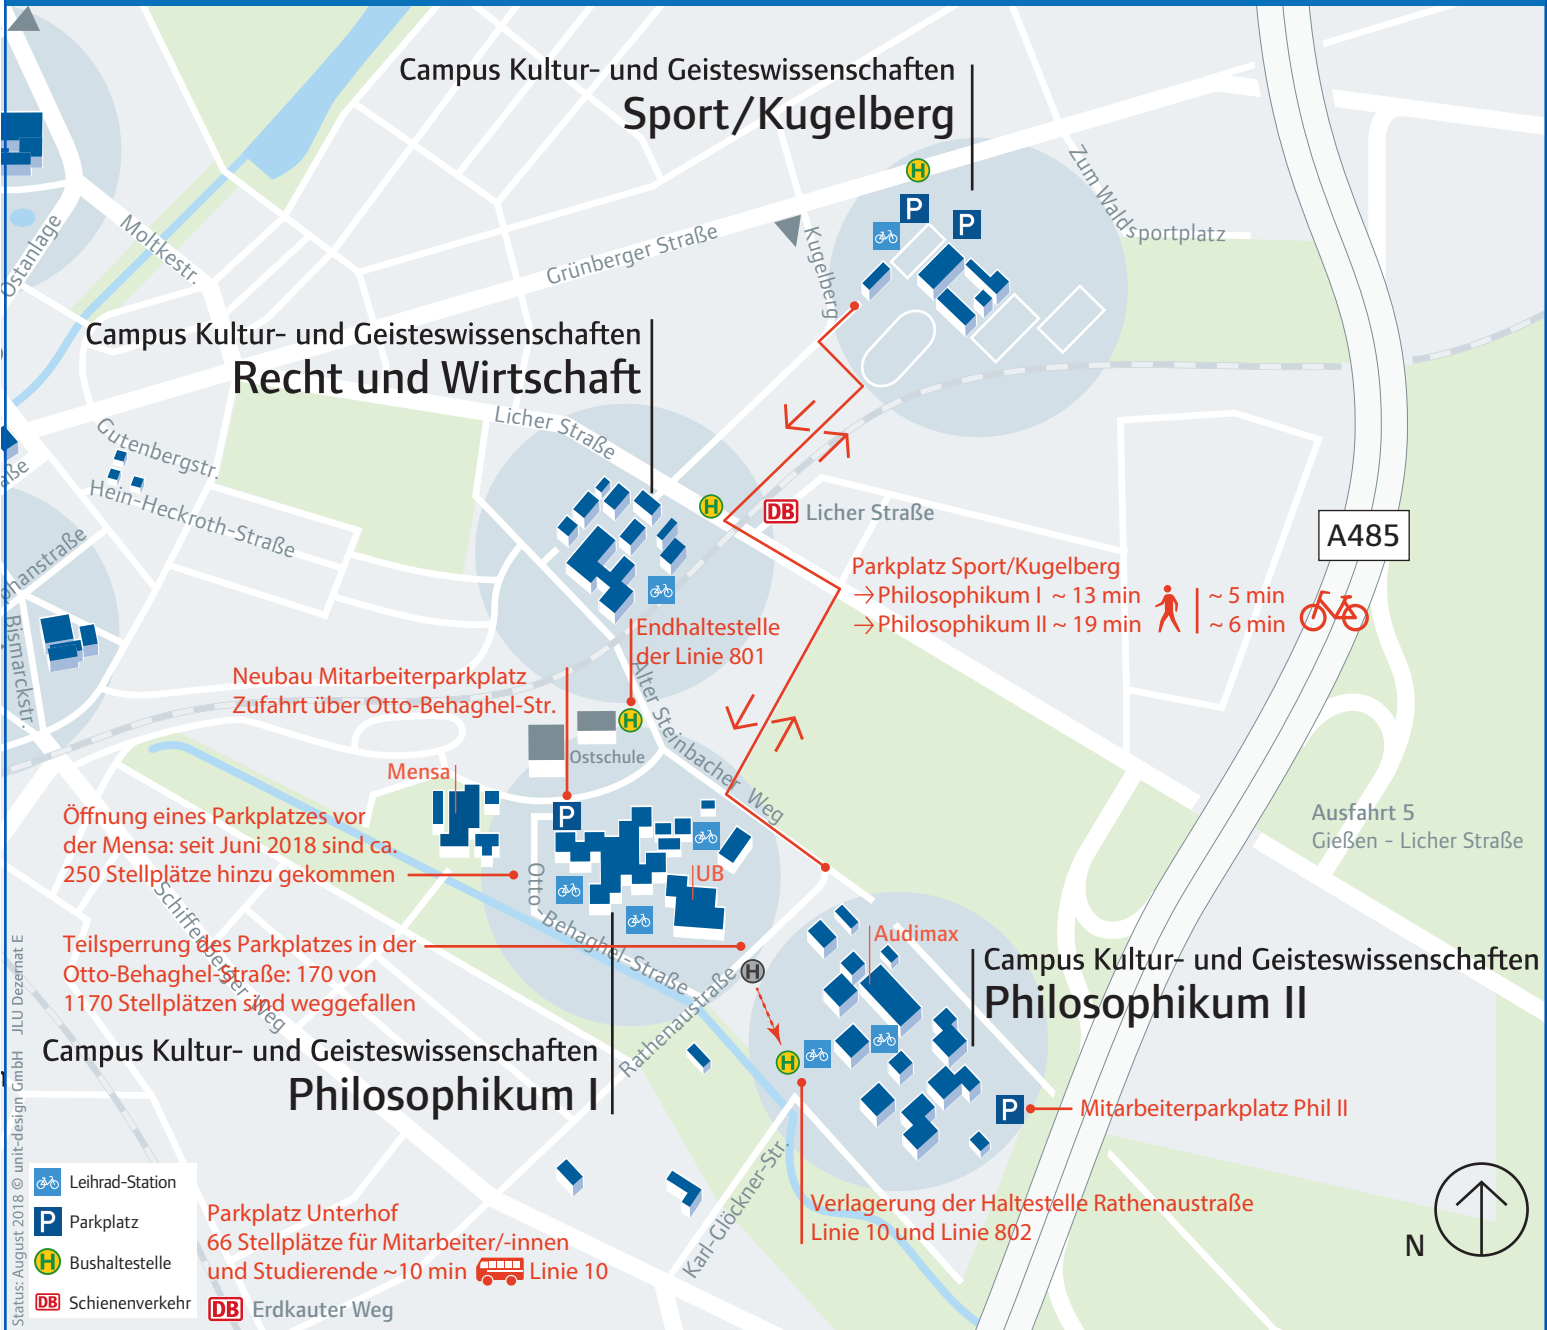 Campus Kultur- und Geisteswissenschaften
Sport/Kugelberg
H
P
P
Zum Waldsportplatz
Moltkestr.
Ostanlage
Grünberger Straße
Kugelberg
Campus Kultur- und Geisteswissenschaften
Recht und Wirtschaft
Licher Straße
Gutenbergstr.
Hein-Heckroth-Straße
aße
phanstraße
Bismarckstr.
H
DB Licher Straße
A485
Parkplatz Sport/Kugelberg
→Philosophikum I ~ 13 min
~ 5 min
→Philosophikum II ~ 19 min
~ 6 min
Endhaltestelle
der Linie 801
Neubau Mitarbeiterparkplatz
Zufahrt über Otto-Behaghel-Str.
H
Alter Steinbacher Weg
Ostschule
Mensa
P
Öffnung eines Parkplatzes vor
der Mensa: seit Juni 2018 sind ca.
250 Stellplätze hinzu gekommen
UB
Ausfahrt 5
Gießen - Licher Straße
Otto-Behaghel-Straße
Schiffenberger Weg
Teilsperrung des Parkplatzes in der
Otto-Behaghel-Straße: 170 von
1170 Stellplätzen sind weggefallen
Audimax
H
Rathenaustraße
Campus Kultur- und Geisteswissenschaften
Philosophikum II
Campus Kultur- und Geisteswissenschaften
Philosophikum I
H
P
Mitarbeiterparkplatz Phil II
Karl-Glöckner-Str.
Verlagerung der Haltestelle Rathenaustraße
Linie 10 und Linie 802
N
Leihrad-Station
P Parkplatz
H Bushaltestelle
DB Schienenverkehr
Parkplatz Unterhof
66 Stellplätze für Mitarbeiter/-innen
und Studierende ~10 min Linie 10
DB Erdkauter Weg
Status: August 2018 © unit-design GmbH JLU Dezernat E